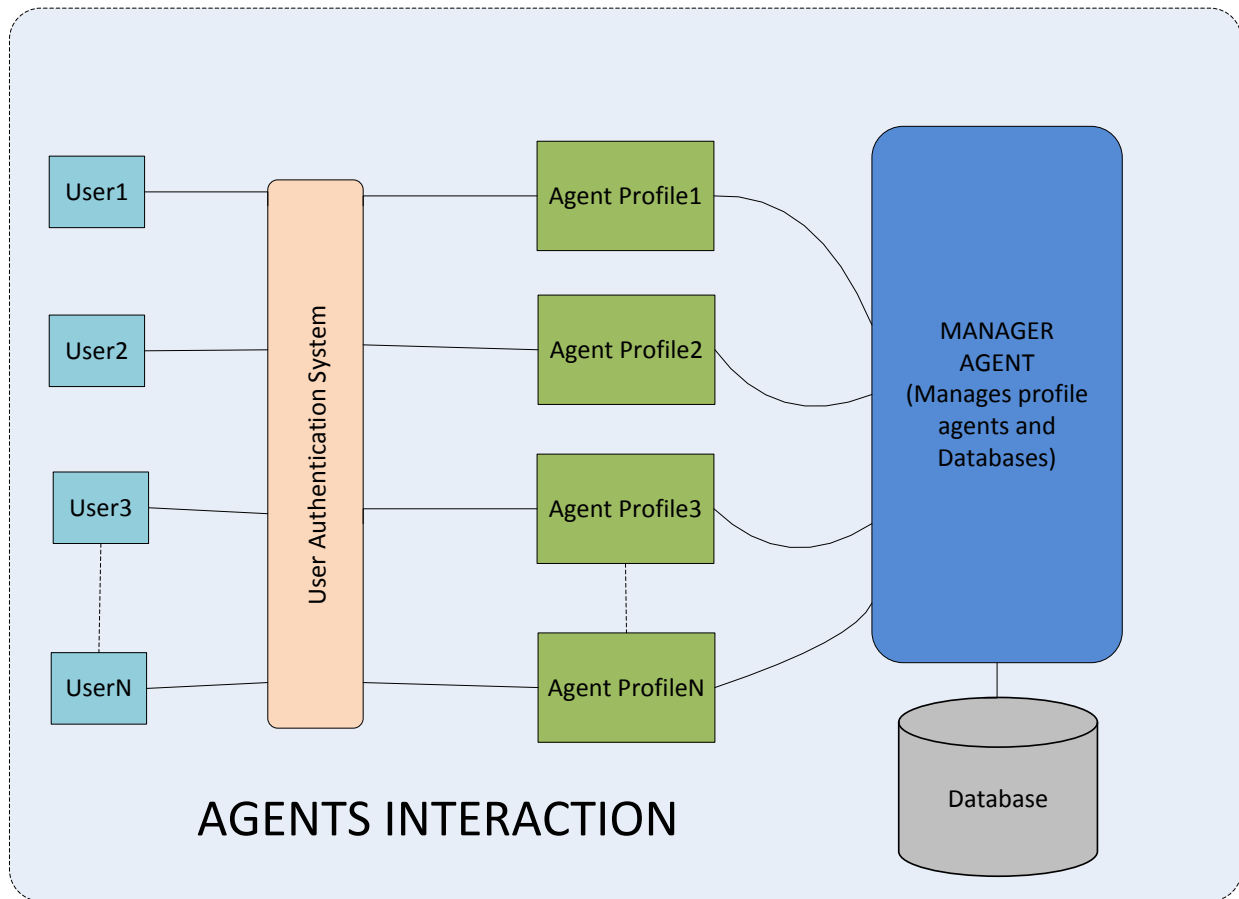 User1
User2
User3
UserN
User Authentication System
Agent Profile1
Agent Profile2
Agent Profile3
Agent ProfileN
MANAGER
AGENT
(Manages profile
agents and
Databases)
Database
AGENTS INTERACTION